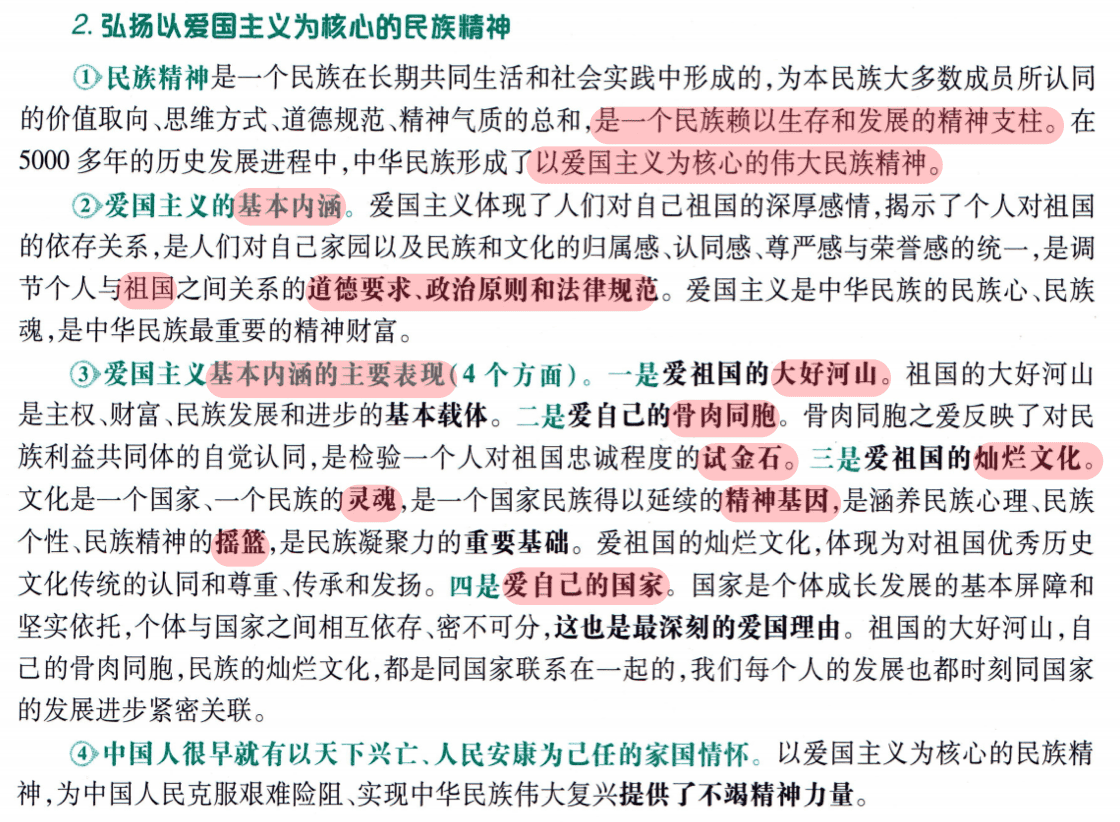 2. 弘扬以爱国主义为核心的民族精神
①民族精神是一个民族在长期共同生活和社会实践中形成的,为本民族大多数成员所认同
的价值取向、思维方式、道德规范、精神气质的总和,是一个民族赖以生存和发展的精神支柱。在
5000 多年的历史发展进程中,中华民族形成了以爱国主义为核心的伟大民族精神。
②爱国主义的基本内涵。爱国主义体现了人们对自己祖国的深厚感情,揭示了个人对祖国
的依存关系,是人们对自己家园以及民族和文化的归属感、认同感、尊严感与荣誉感的统一,是调
节个人与祖国之间关系的道德要求、政治原则和法律规范。爱国主义是中华民族的民族心、民族
魂,是中华民族最重要的精神财富。
③爱国主义基本内涵的主要表现(4 个方面)。一是爱祖国的大好河山。祖国的大好河山
是主权、财富、民族发展和进步的基本载体。二是爱自己的骨肉同胞。骨肉同胞之爱反映了对民
族利益共同体的自觉认同,是检验一个人对祖国忠诚程度的试金石。三是爱祖国的灿烂文化。
文化是一个国家、一个民族的灵魂,是一个国家民族得以延续的精神基因,是涵养民族心理、民族
个性、民族精神的摇篮,是民族凝聚力的重要基础。爱祖国的灿烂文化,体现为对祖国优秀历史
文化传统的认同和尊重、传承和发扬。四是爱自己的国家。国家是个体成长发展的基本屏障和
坚实依托,个体与国家之间相互依存、密不可分,这也是最深刻的爱国理由。祖国的大好河山,自
己的骨肉同胞,民族的灿烂文化,都是同国家联系在一起的,我们每个人的发展也都时刻同国家
的发展进步紧密关联。
④中国人很早就有以天下兴亡、人民安康为己任的家国情怀。以爱国主义为核心的民族精
神,为中国人民克服艰难险阻、实现中华民族伟大复兴提供了不竭精神力量。